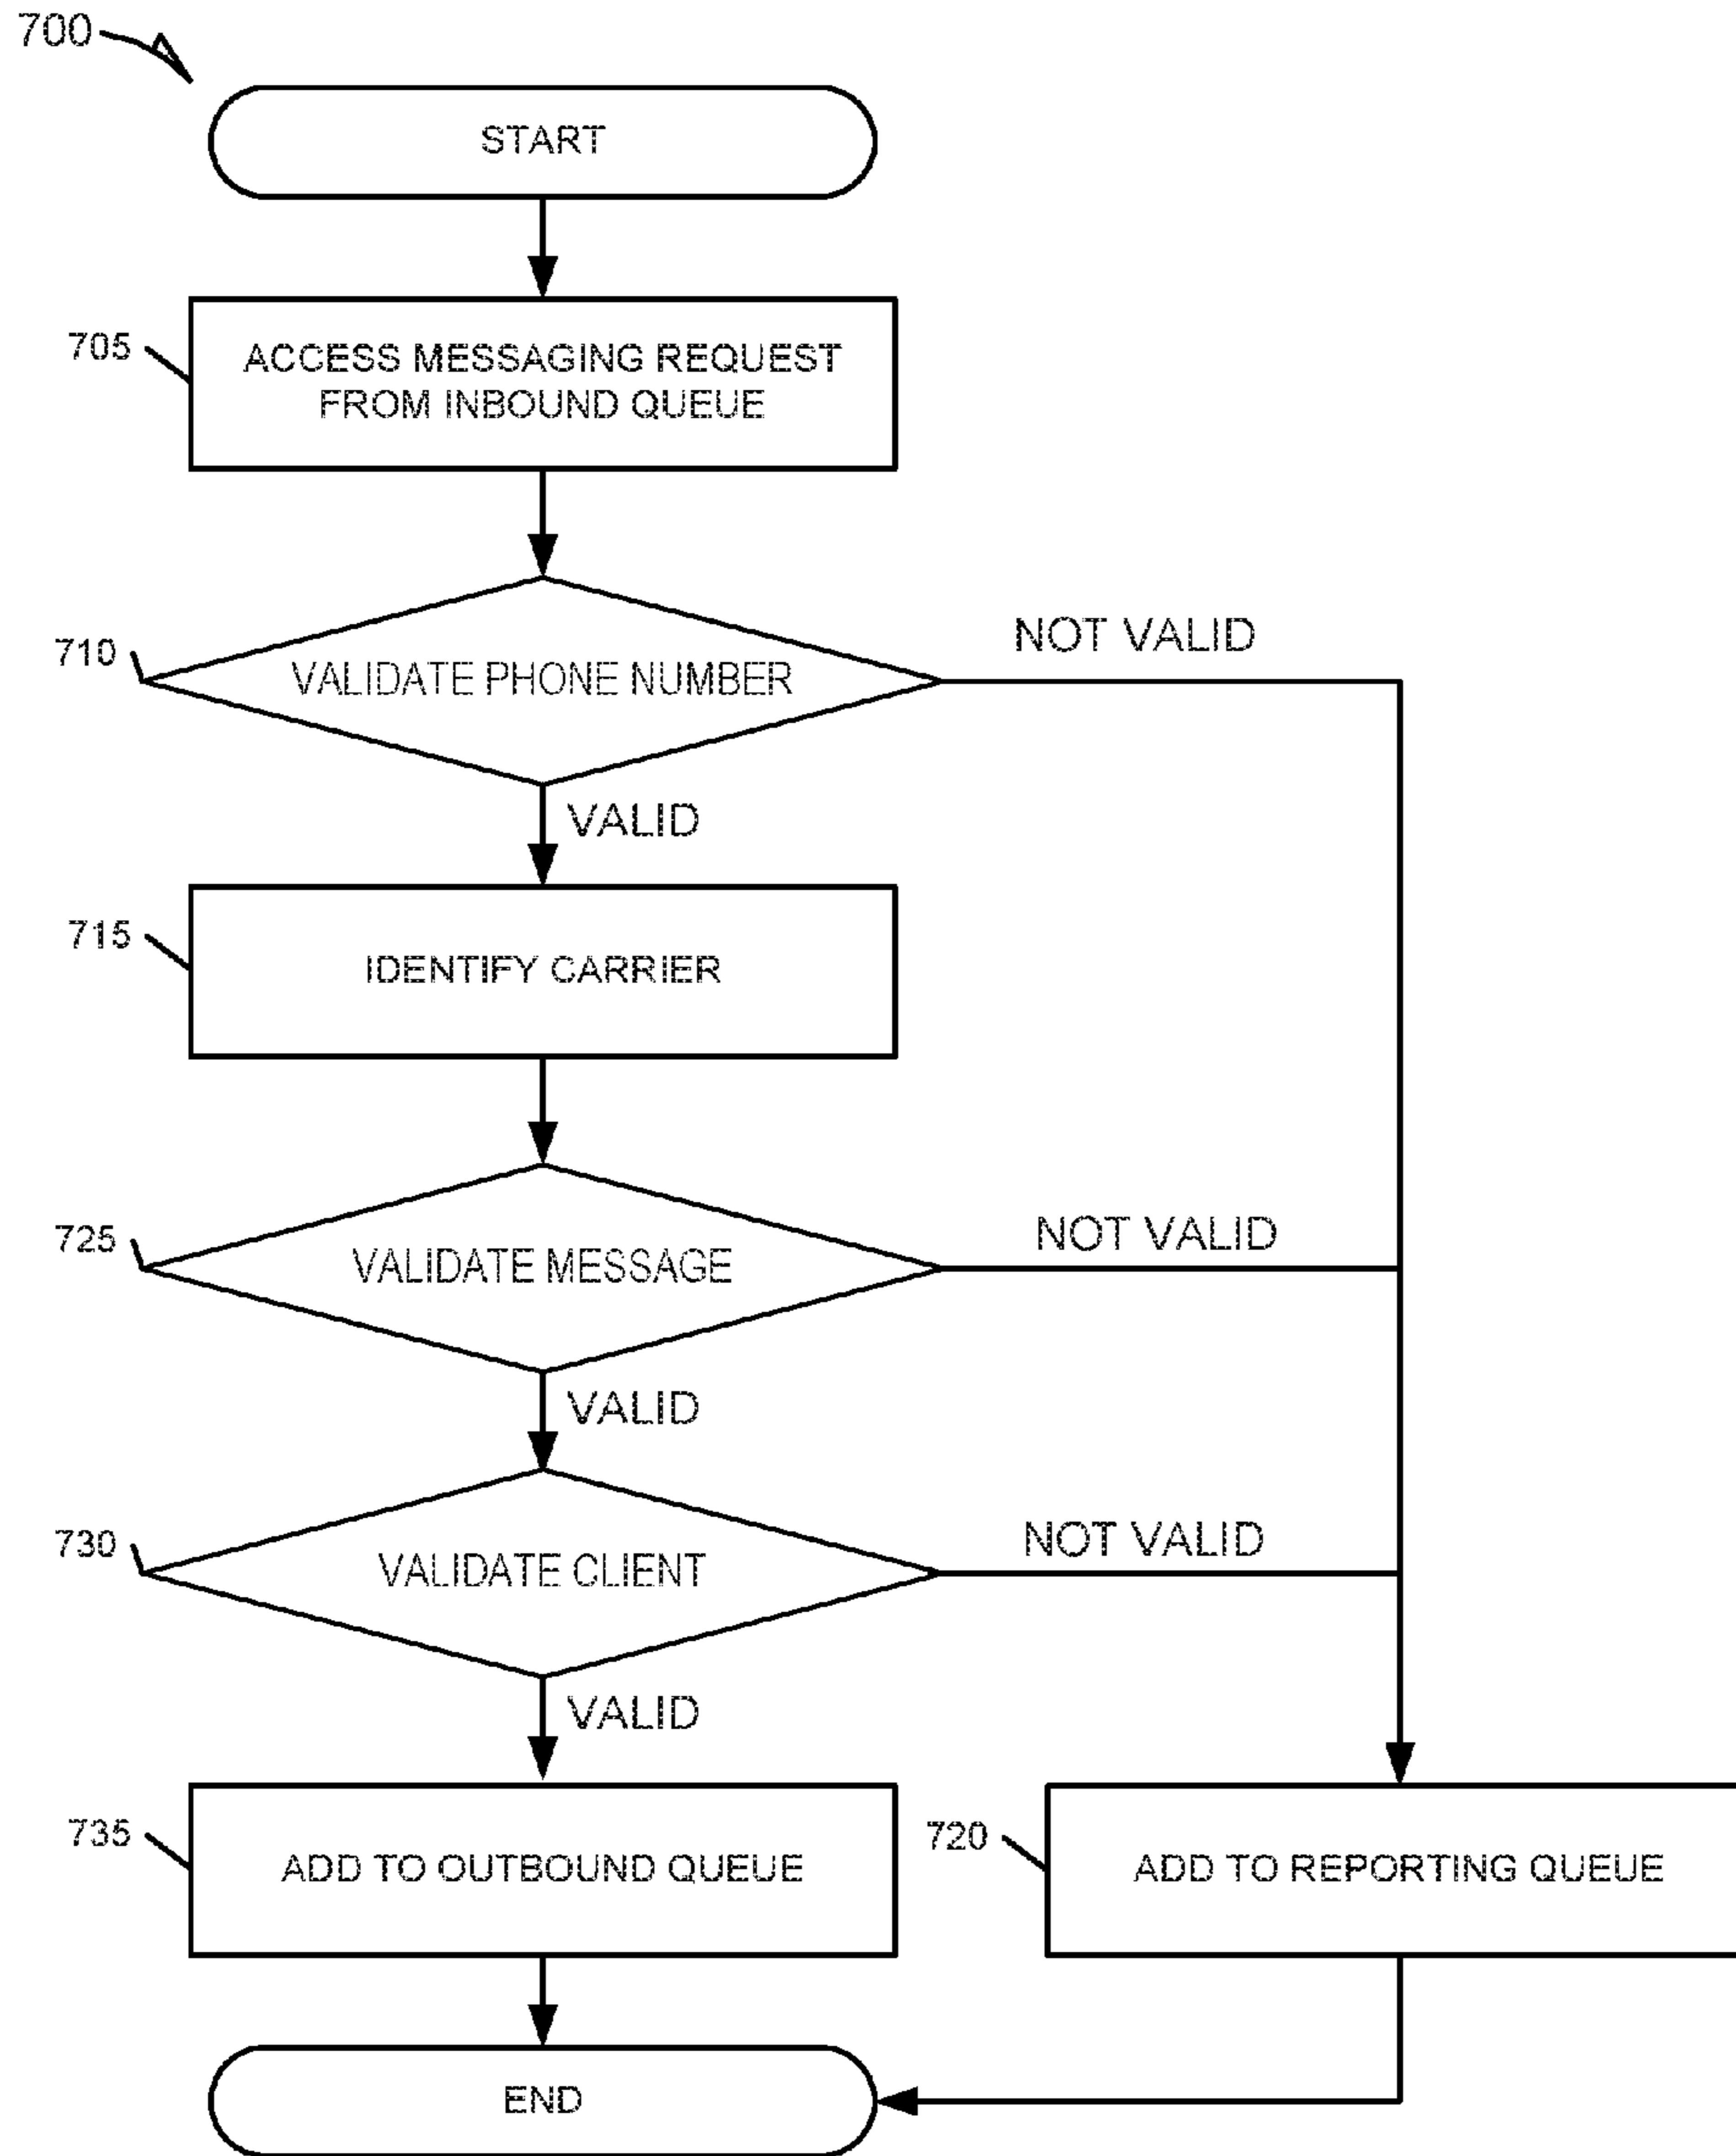 700
START
705
ACCESS MESSAGING REQUEST
FROM INBOUND QUEUE
710
VALIDATE PHONE NUMBER
NOT VALID
VALID
715
IDENTIFY CARRIER
725
VALIDATE MESSAGE
NOT VALID
VALID
730
VALIDATE CLIENT
NOT VALID
VALID
735
ADD TO OUTBOUND QUEUE
720
ADD TO REPORTING QUEUE
END